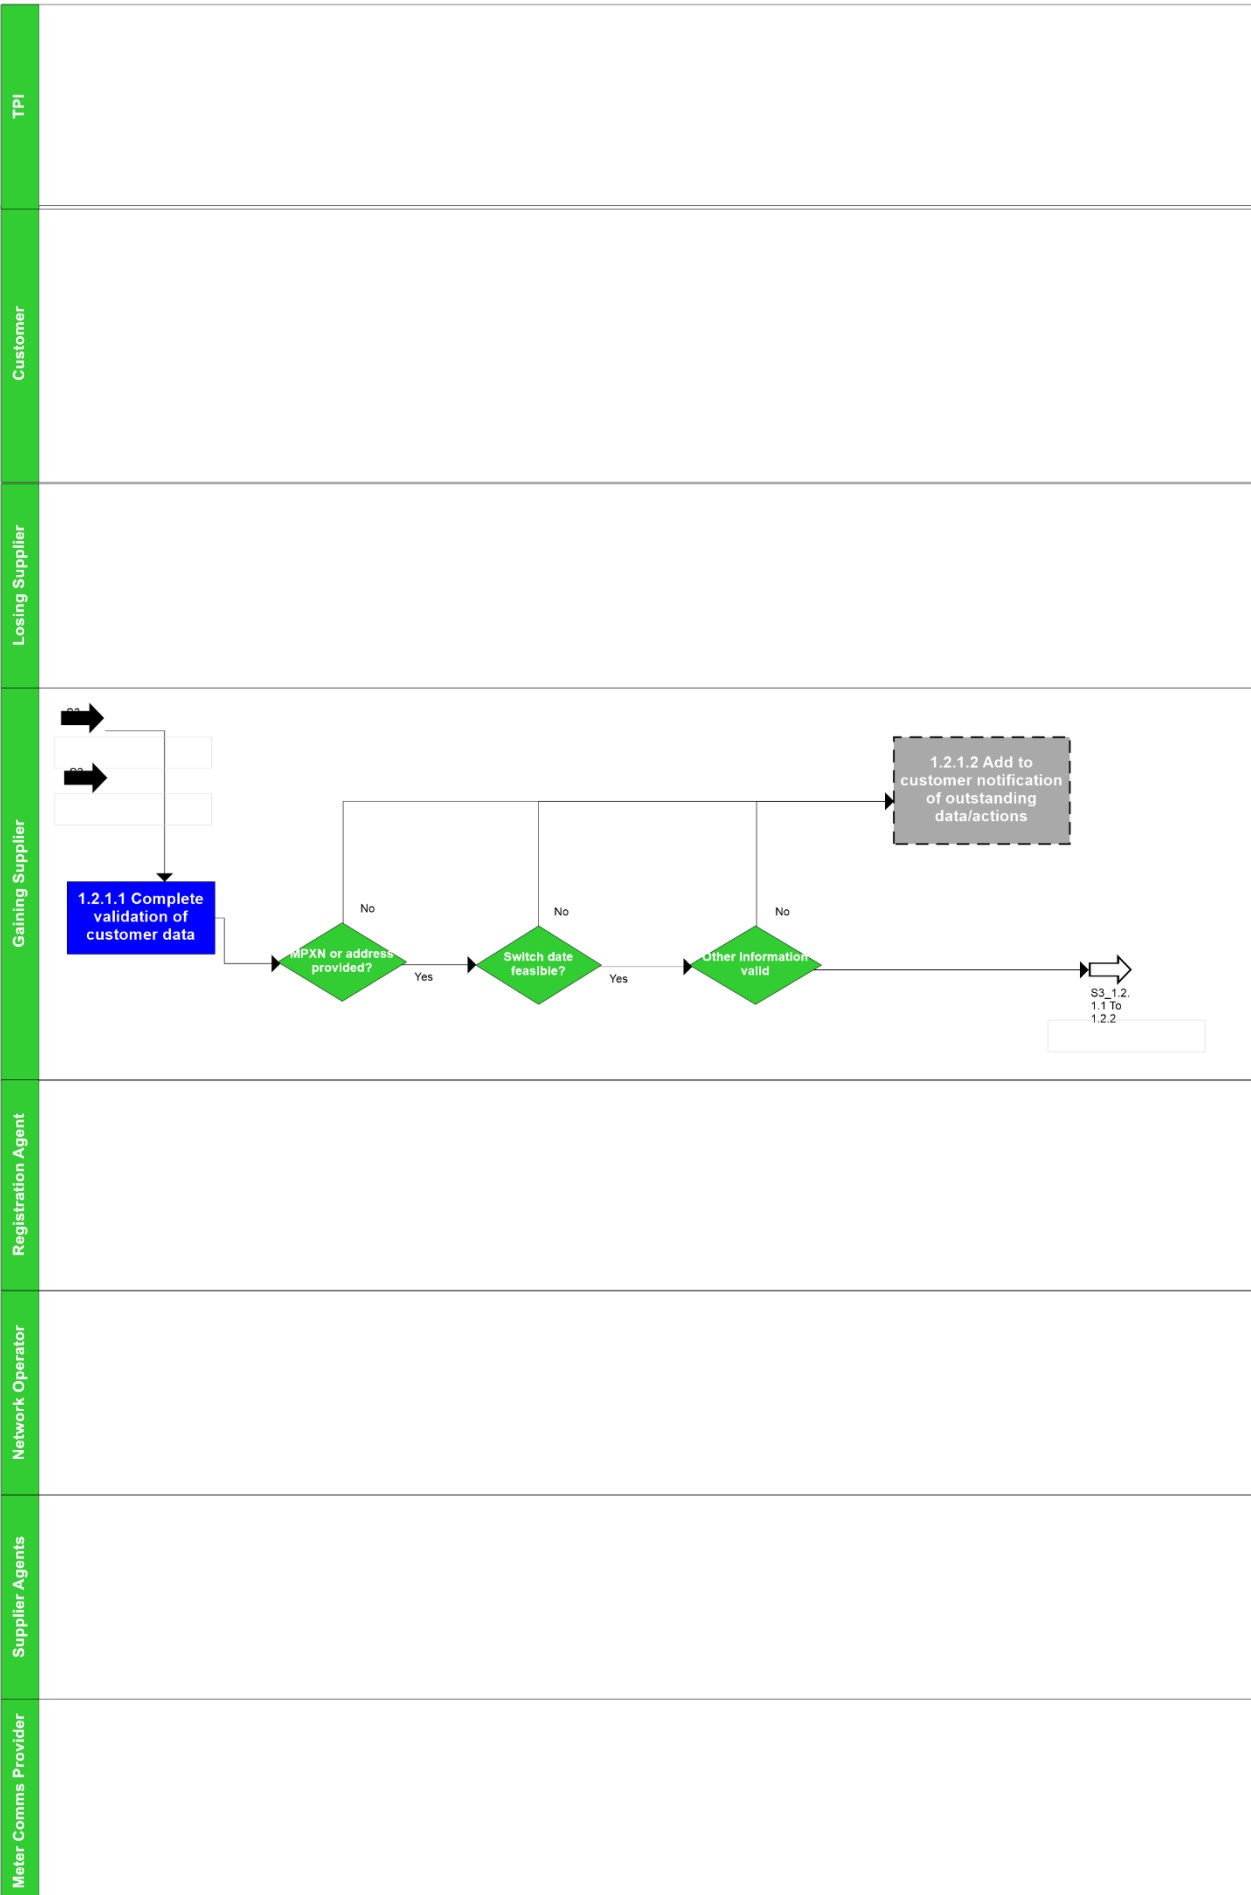 TPI
Customer
Losing Supplier
Gaining Supplier
1.2.1.2 Add to
customer notification
of outstanding
data/actions
1.2.1.1 Complete
validation of
customer data
No
No
No
MPXN or address
provided?
Yes
Switch date
feasible?
Yes
Other information
valid
S3_1.2.
1.1 To
1.2.2
Registration Agent
Network Operator
Supplier Agents
Meter Comms Provider